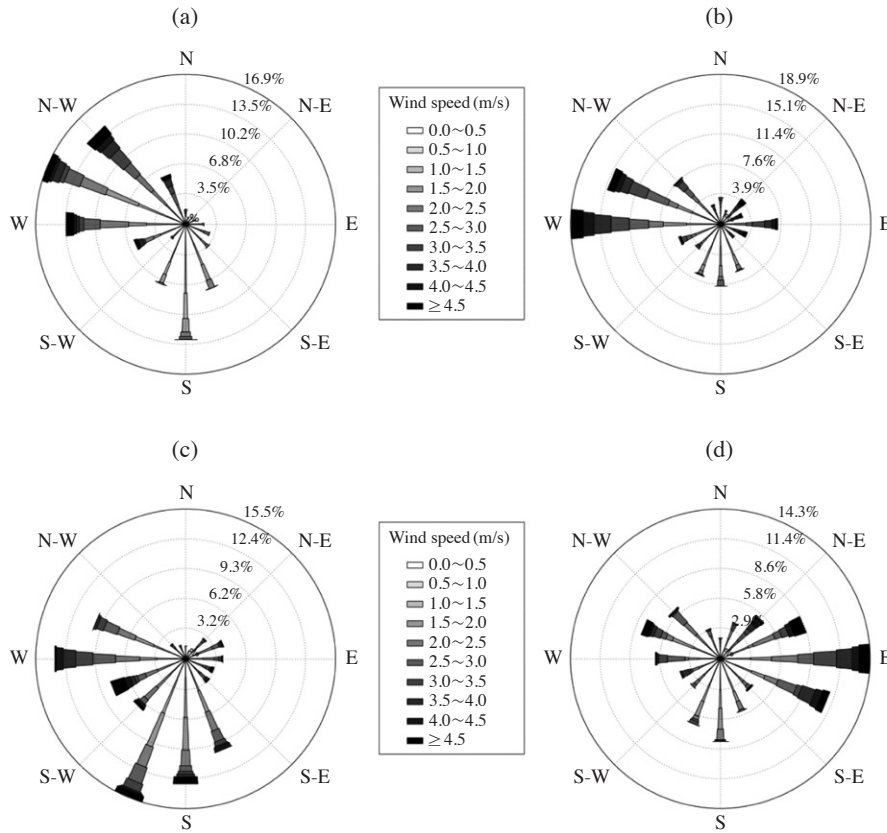 (a)
N
16.9%
13.5%
10.2%
6.8%
3.5%
N-E
E
S-E
S
S-W
W
N-W
Wind speed (m/s)
0.0~0.5
0.5~1.0
1.0~1.5
1.5~2.0
2.0~2.5
2.5~3.0
3.0~3.5
3.5~4.0
4.0~4.5
≥4.5
(b)
N
18.9%
15.1%
11.4%
7.6%
3.9%
N-E
E
S-E
S
S-W
W
N-W
(c)
N
15.5%
12.4%
9.3%
6.2%
3.2%
N-E
E
S-E
S
S-W
W
N-W
Wind speed (m/s)
0.0~0.5
0.5~1.0
1.0~1.5
1.5~2.0
2.0~2.5
2.5~3.0
3.0~3.5
3.5~4.0
4.0~4.5
≥4.5
(d)
N
14.3%
11.4%
8.6%
5.8%
2.9%
N-E
E
S-E
S
S-W
W
N-W